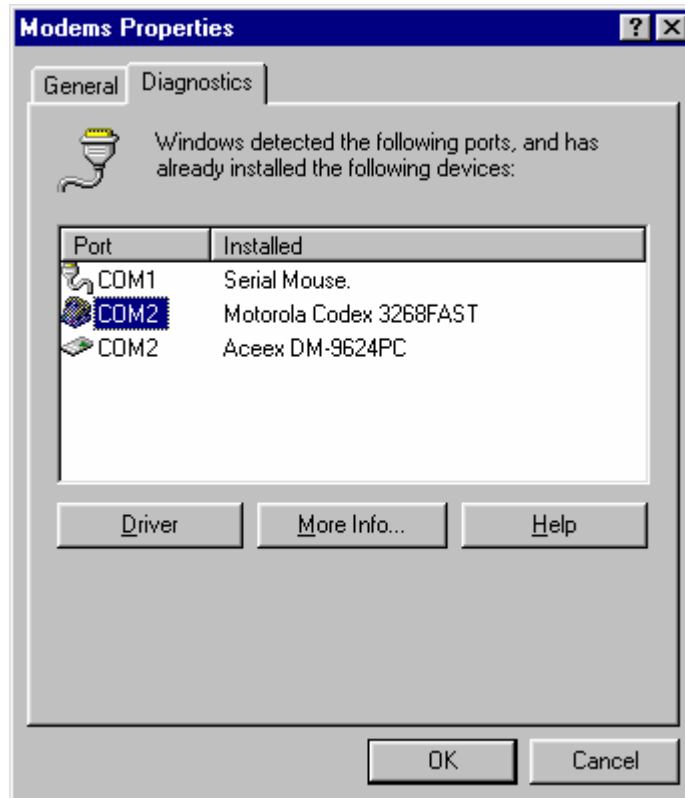 Modems Properties
General Diagnostics
Windows detected the following ports, and has
already installed the following devices:
Port Installed
COM1 Serial Mouse.
COM2 Motorola Codex 3268FAST
COM2 Aceex DM-9624PC
Driver More Info... Help
OK Cancel